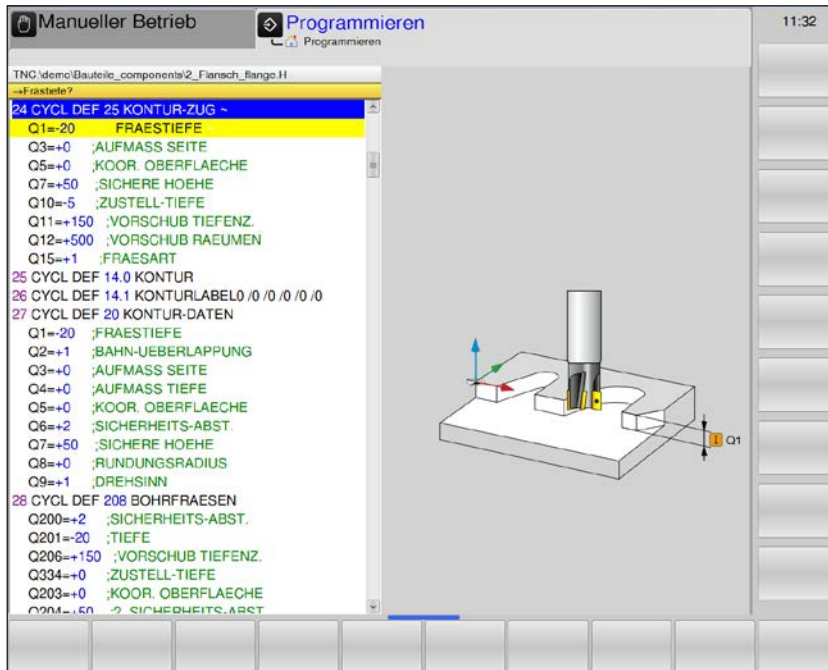 Manueller Betrieb
Programmieren
Programmieren
11:32
TNC:\demo\Bauteile_components\2_Flansch_flange.H
→Frästiefe?
24 CYCL DEF 25 KONTUR-ZUG ~
Q1=-20 FRAESTIEFE
Q3=+0 ;AUFMASS SEITE
Q5=+0 ;KOOR. OBERFLAECHE
Q7=+50 ;SICHERE HOEHE
Q10=-5 ;ZUSTELL-TIEFE
Q11=+150 ;VORSCHUB TIEFENZ.
Q12=+500 ;VORSCHUB RAEUMEN
Q15=+1 ;FRAESART
25 CYCL DEF 14.0 KONTUR
26 CYCL DEF 14.1 KONTURLABEL0 /0 /0 /0 /0 /0
27 CYCL DEF 20 KONTUR-DATEN
Q1=-20 ;FRAESTIEFE
Q2=+1 ;BAHN-UEBERLAPPUNG
Q3=+0 ;AUFMASS SEITE
Q4=+0 ;AUFMASS TIEFE
Q5=+0 ;KOOR. OBERFLAECHE
Q6=+2 ;SICHERHEITS-ABST.
Q7=+50 ;SICHERE HOEHE
Q8=+0 ;RUNDUNGSRADIUS
Q9=+1 ;DREHSINN
28 CYCL DEF 208 BOHRFRAESEN
Q200=+2 ;SICHERHEITS-ABST.
Q201=-20 ;TIEFE
Q206=+150 ;VORSCHUB TIEFENZ.
Q334=+0 ;ZUSTELL-TIEFE
Q203=+0 ;KOOR. OBERFLAECHE
Q204=+50 ;2. SICHERHEITS-ABST.
I Q1